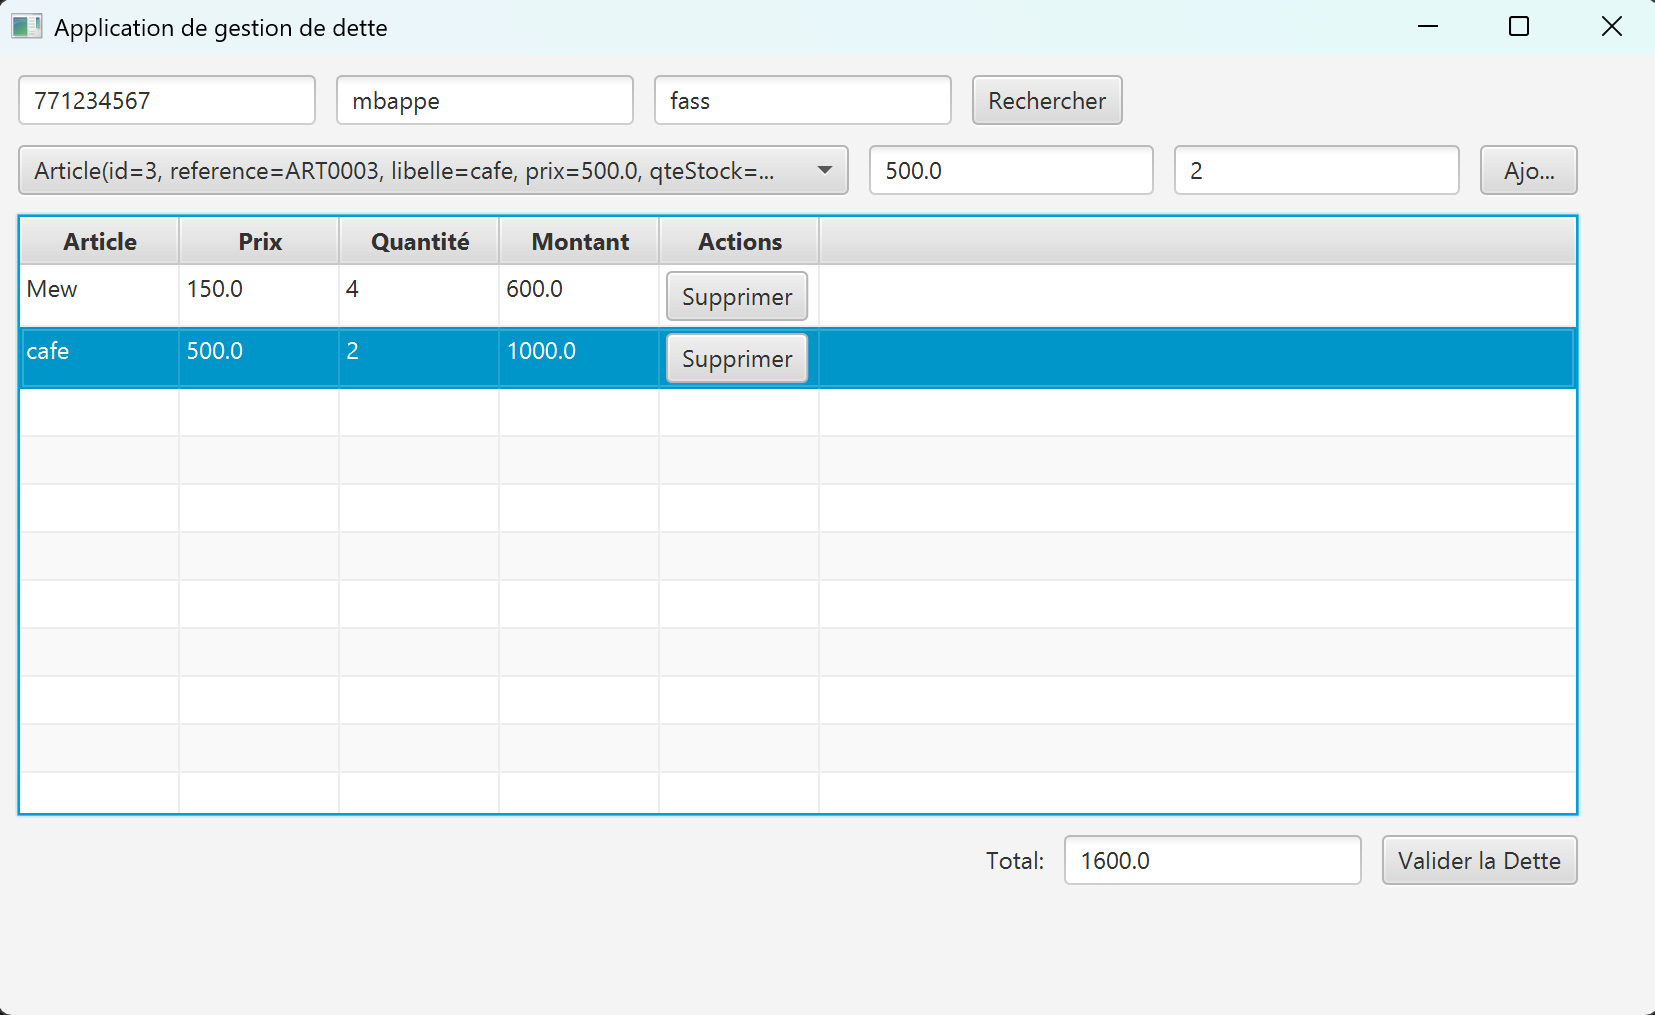 Application de gestion de dette
771234567 mbappe fass Rechercher
Article(id=3, reference=ART0003, libelle=cafe, prix=500.0, qteStock=... 500.0 2 Ajo...
Article Prix Quantité Montant Actions
Mew 150.0 4 600.0 Supprimer
cafe 500.0 2 1000.0 Supprimer
Total: 1600.0 Valider la Dette